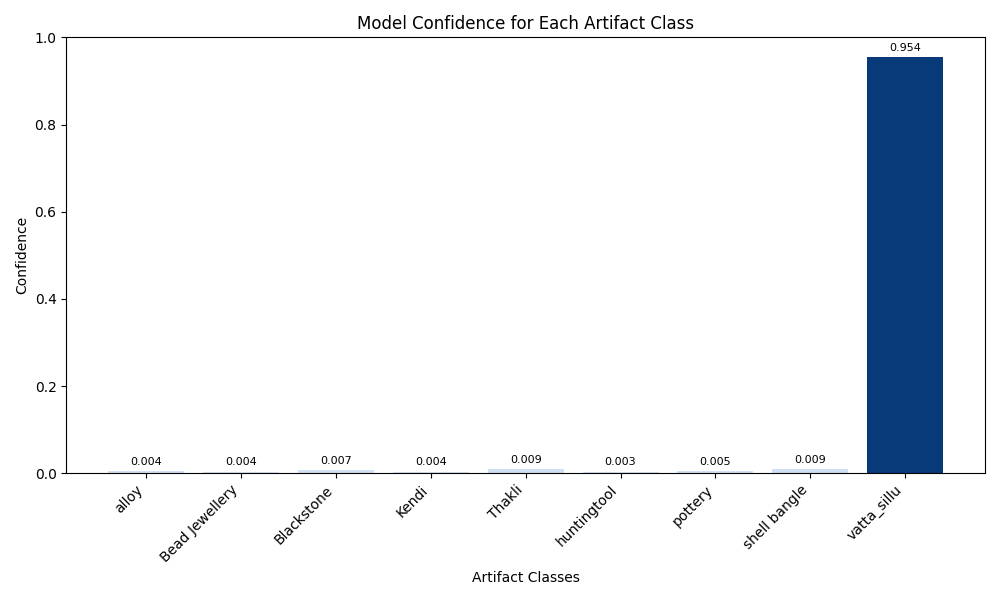 Model Confidence for Each Artifact Class
Confidence
1.0
0.8
0.6
0.4
0.2
0.0
0.004
0.004
0.007
0.004
0.009
0.003
0.005
0.009
0.954
alloy
Bead Jewellery
Blackstone
Kendi
Thakli
huntingtool
pottery
shell bangle
vatta_sillu
Artifact Classes